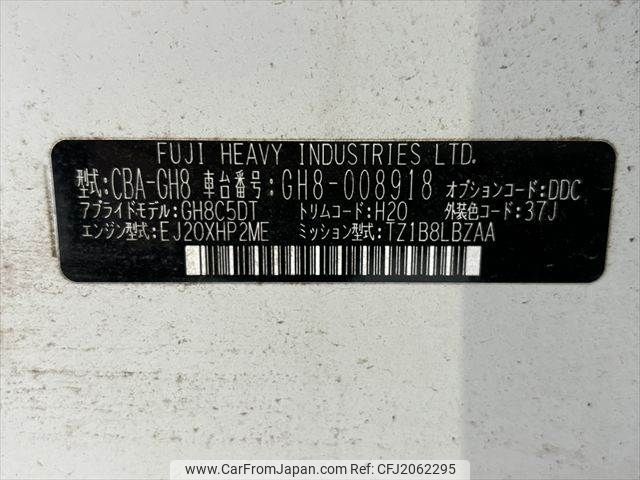 FUJI HEAVY INDUSTRIES LTD.
型式:CBA-GH8 車台番号:GH8-008918 オプションコード:DDC
アプライドモデル:GH8C5DT トリムコード:H20 外装色コード:37J
エンジン型式:EJ20XHP2ME ミッション型式:TZ1B8LBZAA
www.carfromjapan.com
CAR FROM JAPAN - CFJ2062295